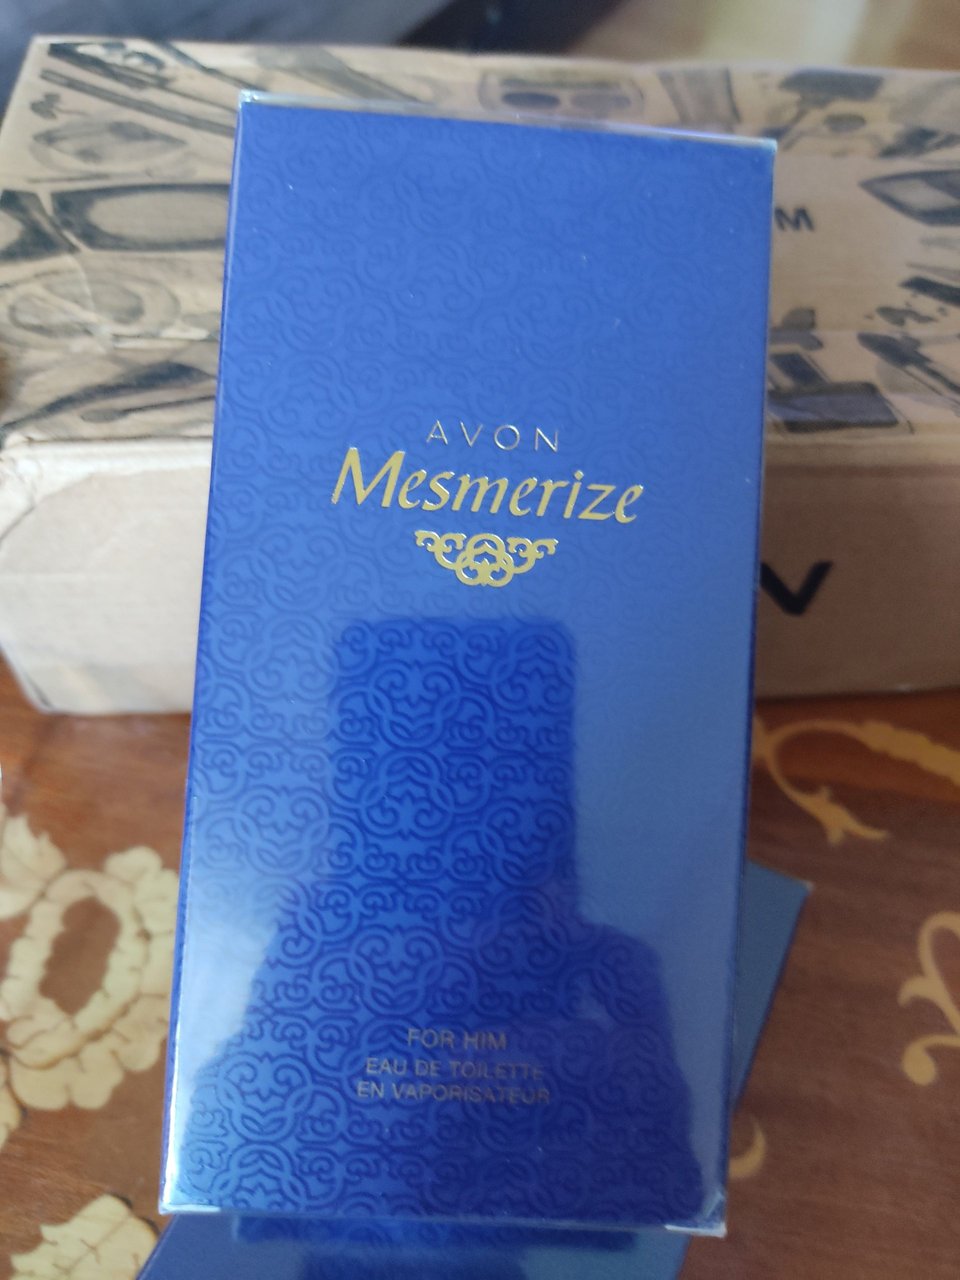 AVON
Mesmerize
FOR HIM
EAU DE TOILETTE
EN VAPORISATEUR
M
V